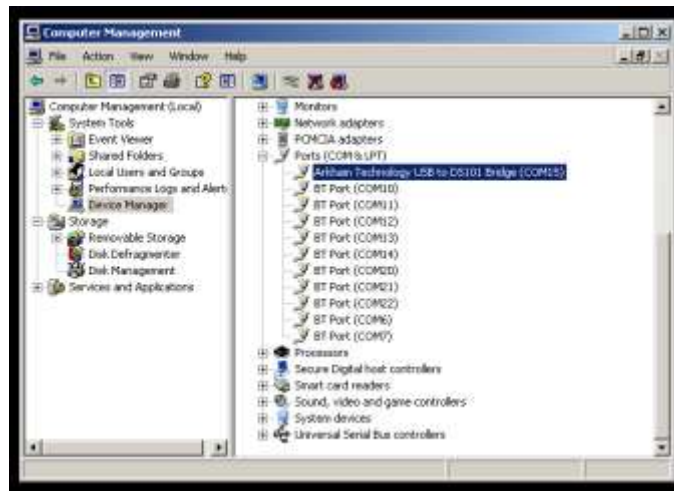 Computer Management
File Action View Window Help
Computer Management (Local)
System Tools
Event Viewer
Shared Folders
Local Users and Groups
Performance Logs and Alert
Device Manager
Storage
Removable Storage
Disk Defragmenter
Disk Management
Services and Applications
Monitors
Network adapters
PCMCIA adapters
Ports (COM & LPT)
Arkham Technology USB to DS101 Bridge (COM15)
BT Port (COM10)
BT Port (COM11)
BT Port (COM12)
BT Port (COM13)
BT Port (COM14)
BT Port (COM20)
BT Port (COM21)
BT Port (COM22)
BT Port (COM6)
BT Port (COM7)
Processors
Secure Digital host controllers
Smart card readers
Sound, video and game controllers
System devices
Universal Serial Bus controllers